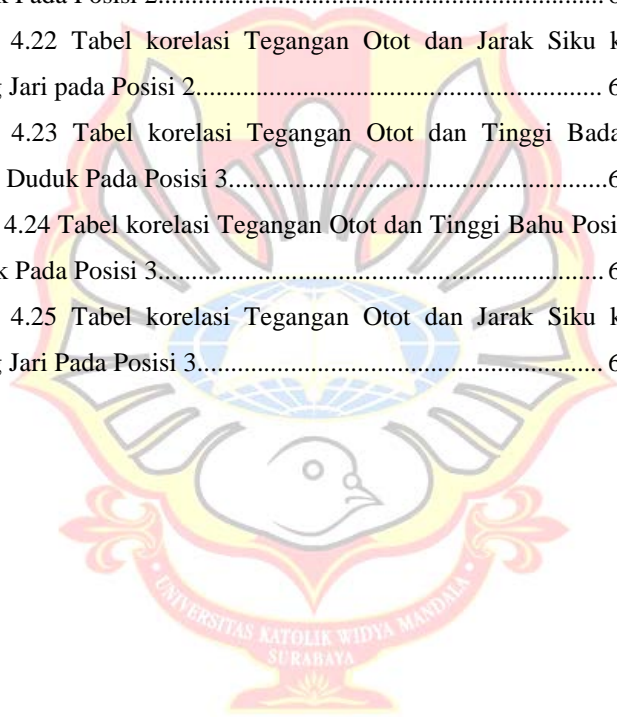 Pada Posisi 2
4.22 Tabel korelasi Tegangan Otot dan Jarak Siku
Jari pada Posisi 2
4.23 Tabel korelasi Tegangan Otot dan Tinggi
Duduk Pada Posisi 3
4.24 Tabel korelasi Tegangan Otot dan Tinggi Bahu
Pada Posisi 3
4.25 Tabel korelasi Tegangan Otot dan Jarak Siku
Jari Pada Posisi 3
UNIVERSITAS KATOLIK WIDYA MANDALA
SURABAYA